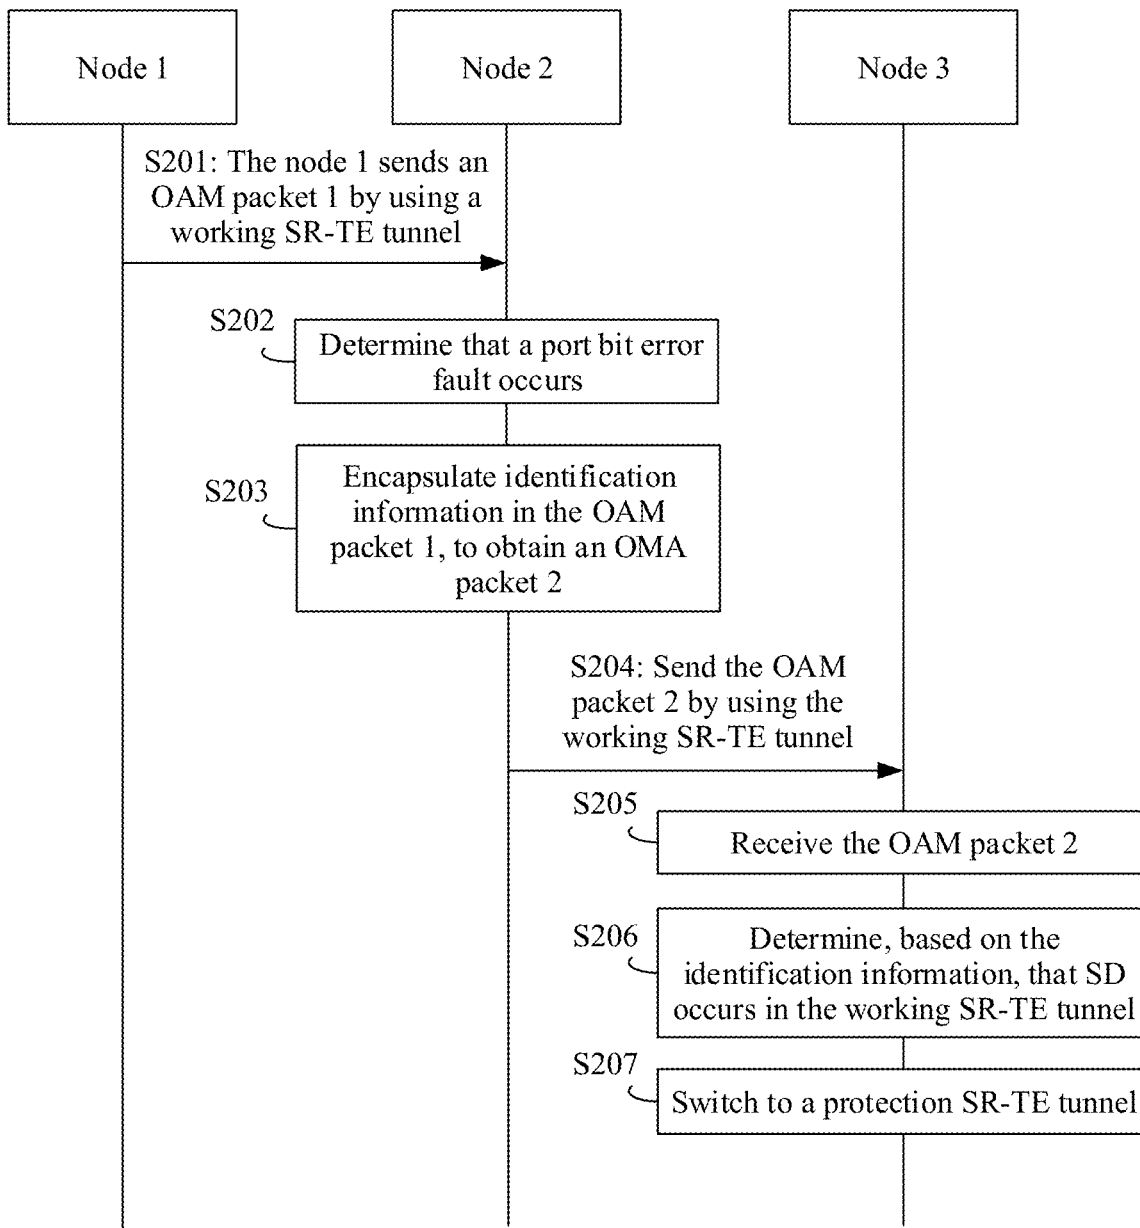 Node 1
Node 2
Node 3
S201: The node 1 sends an
OAM packet 1 by using a
working SR-TE tunnel
S202
Determine that a port bit error
fault occurs
S203
Encapsulate identification
information in the OAM
packet 1, to obtain an OMA
packet 2
S204: Send the OAM
packet 2 by using the
working SR-TE tunnel
S205
Receive the OAM packet 2
S206
Determine, based on the
identification information, that SD
occurs in the working SR-TE tunnel
S207
Switch to a protection SR-TE tunnel